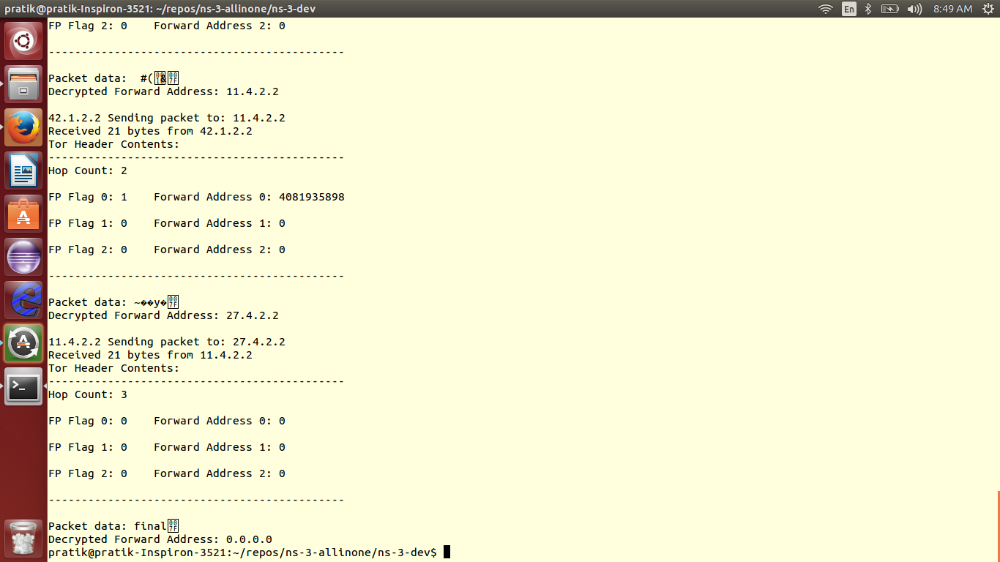 pratik@pratik-Inspiron-3521: ~/repos/ns-3-allinone/ns-3-dev
En
8:49 AM
FP Flag 2: 0    Forward Address 2: 0
---------------------------------------------
Packet data:  #(&
Decrypted Forward Address: 11.4.2.2
42.1.2.2 Sending packet to: 11.4.2.2
Received 21 bytes from 42.1.2.2
Tor Header Contents:
---------------------------------------------
Hop Count: 2
FP Flag 0: 1    Forward Address 0: 4081935898
FP Flag 1: 0    Forward Address 1: 0
FP Flag 2: 0    Forward Address 2: 0
---------------------------------------------
Packet data: ~��y�
Decrypted Forward Address: 27.4.2.2
11.4.2.2 Sending packet to: 27.4.2.2
Received 21 bytes from 11.4.2.2
Tor Header Contents:
---------------------------------------------
Hop Count: 3
FP Flag 0: 0    Forward Address 0: 0
FP Flag 1: 0    Forward Address 1: 0
FP Flag 2: 0    Forward Address 2: 0
---------------------------------------------
Packet data: final
Decrypted Forward Address: 0.0.0.0
pratik@pratik-Inspiron-3521:~/repos/ns-3-allinone/ns-3-dev$